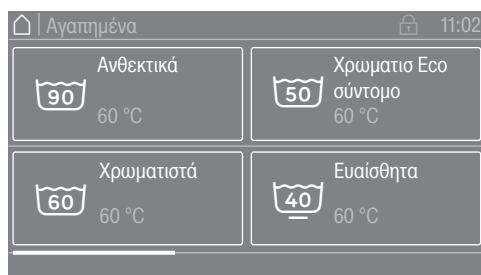 Αγαπημένα 11:02
Ανθεκτικά
90
60 °C
Χρωματισ Eco
σύντομο
50
60 °C
Χρωματιστά
60
60 °C
Ευαίσθητα
40
60 °C